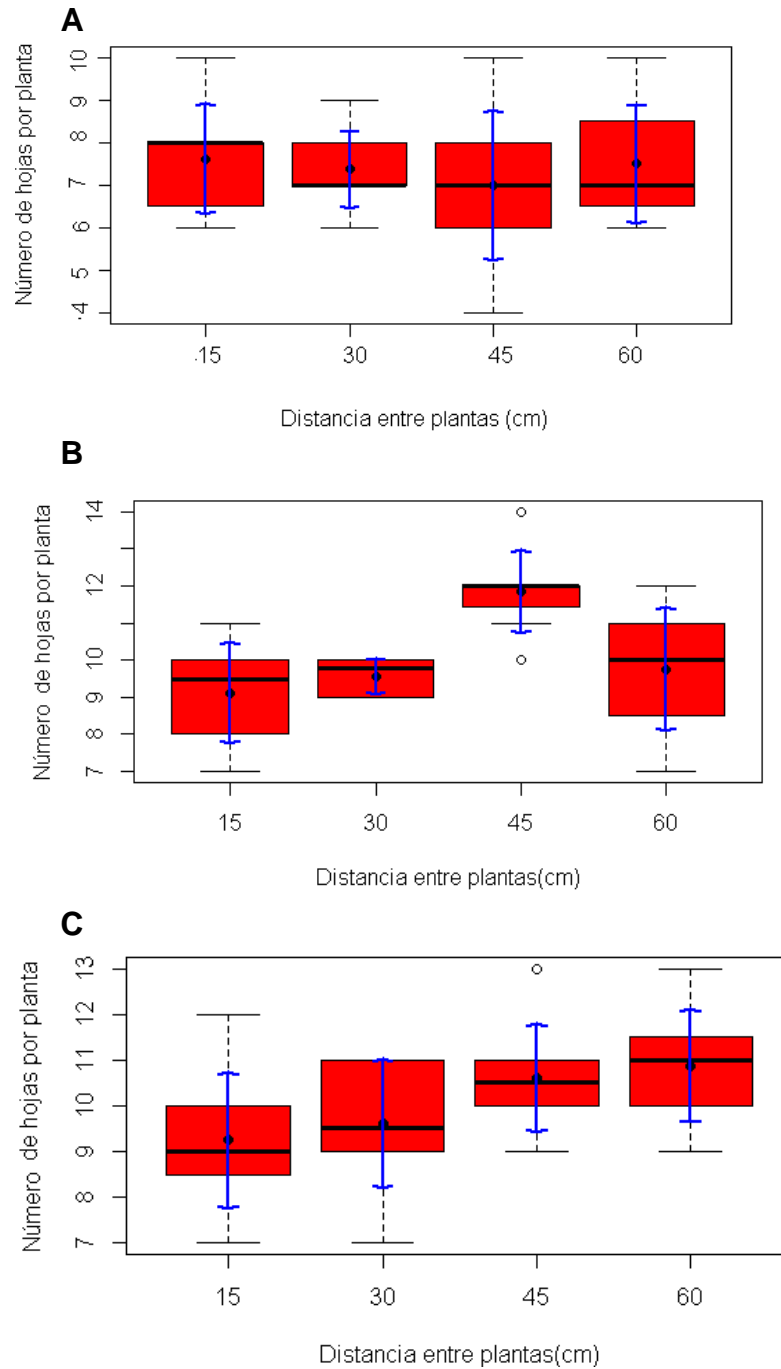 A
Número de hojas por planta
10
9
8
7
6
5
.4
.15 30 45 60
Distancia entre plantas (cm)
B
Número de hojas por planta
14
12
10
9
8
7
15 30 45 60
Distancia entre plantas(cm)
C
Número de hojas por planta
13
12
11
10
9
8
7
15 30 45 60
Distancia entre plantas(cm)